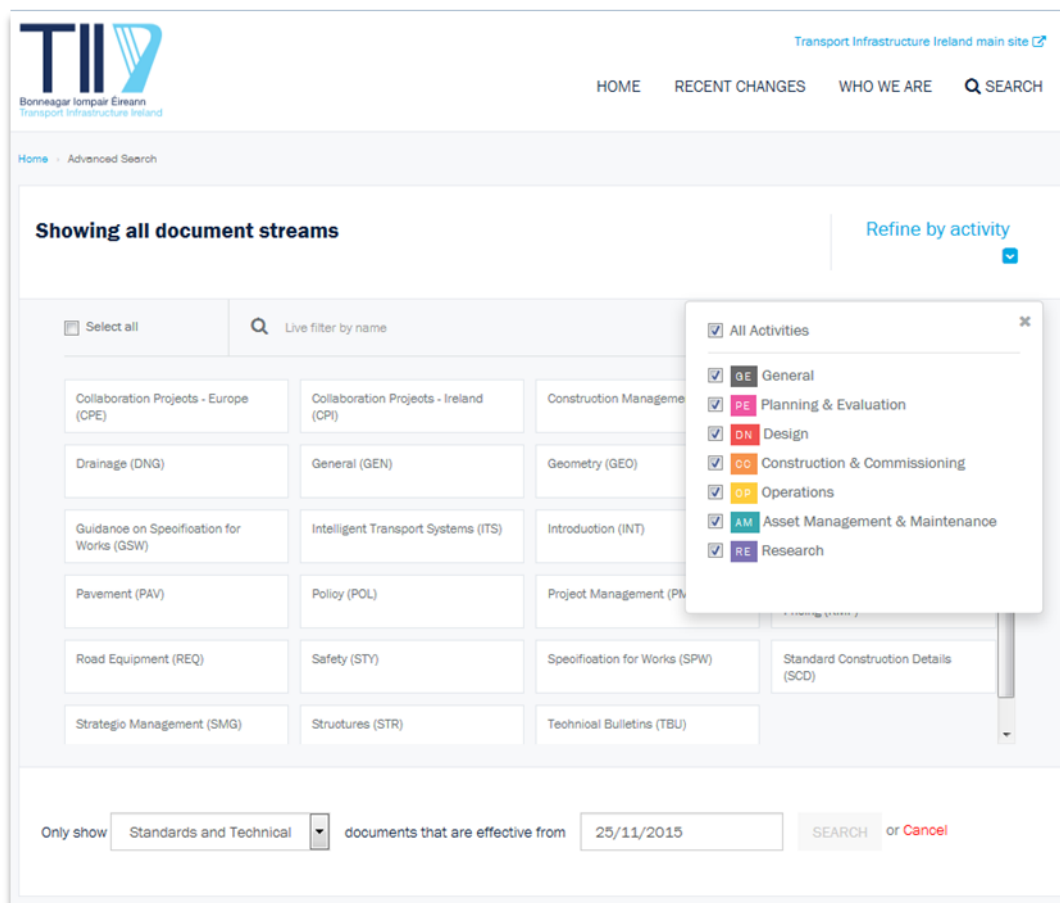 TII
Bonneagar Iompair Éireann
Transport Infrastructure Ireland
Transport Infrastructure Ireland main site
HOME RECENT CHANGES WHO WE ARE SEARCH
Home › Advanced Search
Showing all document streams
Refine by activity
Select all
Live filter by name
All Activities
GE General
PE Planning & Evaluation
DN Design
CC Construction & Commissioning
OP Operations
AM Asset Management & Maintenance
RE Research
Collaboration Projects - Europe
(CPE)
Collaboration Projects - Ireland
(CPI)
Construction Manageme
Drainage (DNG)
General (GEN)
Geometry (GEO)
Guidance on Specification for
Works (GSW)
Intelligent Transport Systems (ITS)
Introduction (INT)
Pavement (PAV)
Policy (POL)
Project Management (PM
Road Equipment (REQ)
Safety (STY)
Specification for Works (SPW)
Standard Construction Details
(SCD)
Strategic Management (SMG)
Structures (STR)
Technical Bulletins (TBU)
Only show Standards and Technical documents that are effective from 25/11/2015 SEARCH or Cancel